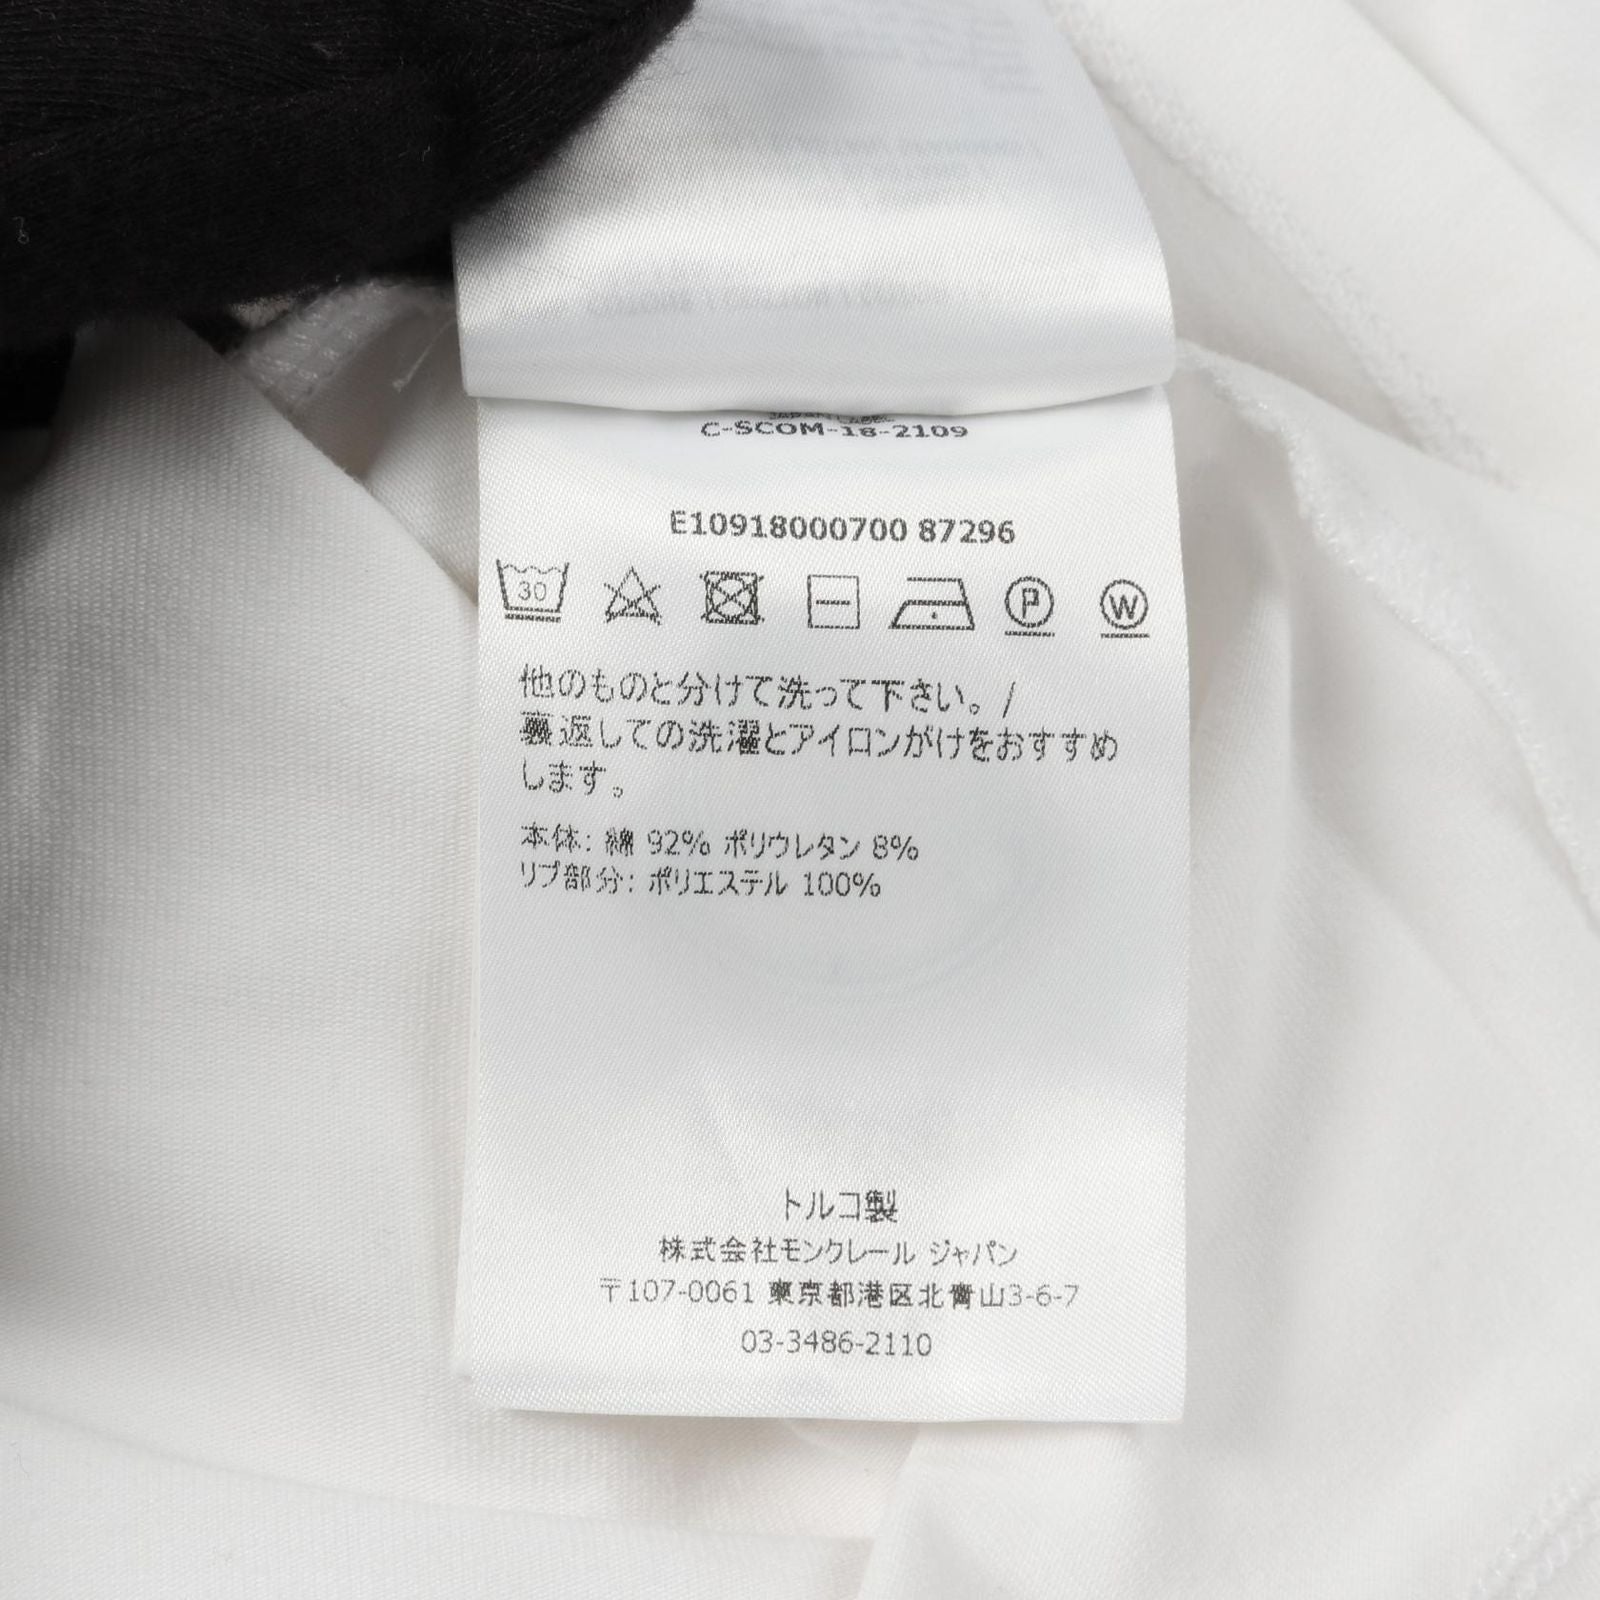 C-SCOM-18-2109
E10918000700 87296
30
P
W
他のものと分けて洗って下さい。/
裏返しての洗濯とアイロンがけをおすすめ
します。
本体: 綿 92% ポリウレタン 8%
リブ部分: ポリエステル 100%
トルコ製
株式会社モンクレール ジャパン
〒107-0061 東京都港区北青山3-6-7
03-3486-2110